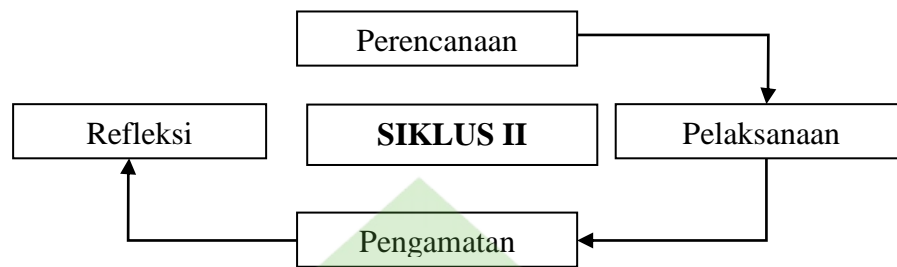 Perencanaan
Refleksi
SIKLUS II
Pelaksanaan
Pengamatan